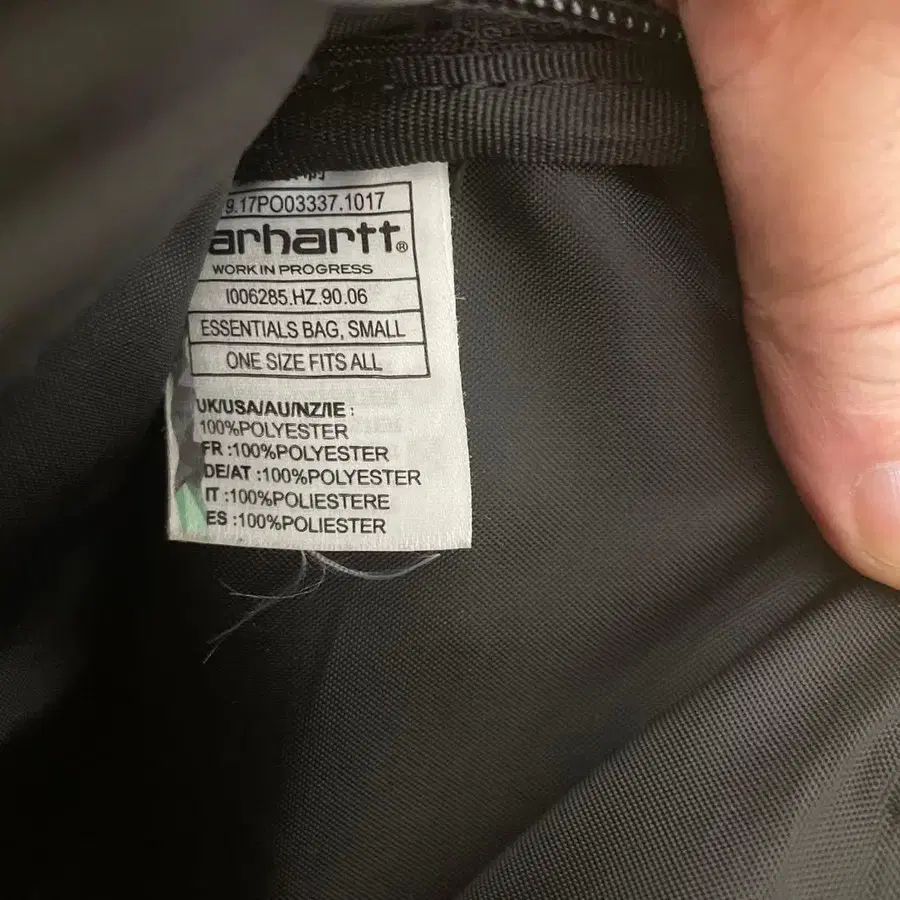 9.17PO03337.1017
arhartt®
WORK IN PROGRESS
I006285.HZ.90.06
ESSENTIALS BAG, SMALL
ONE SIZE FITS ALL
UK/USA/AU/NZ/IE :
100%POLYESTER
FR :100%POLYESTER
DE/AT :100%POLYESTER
IT :100%POLIESTERE
ES :100%POLIESTER